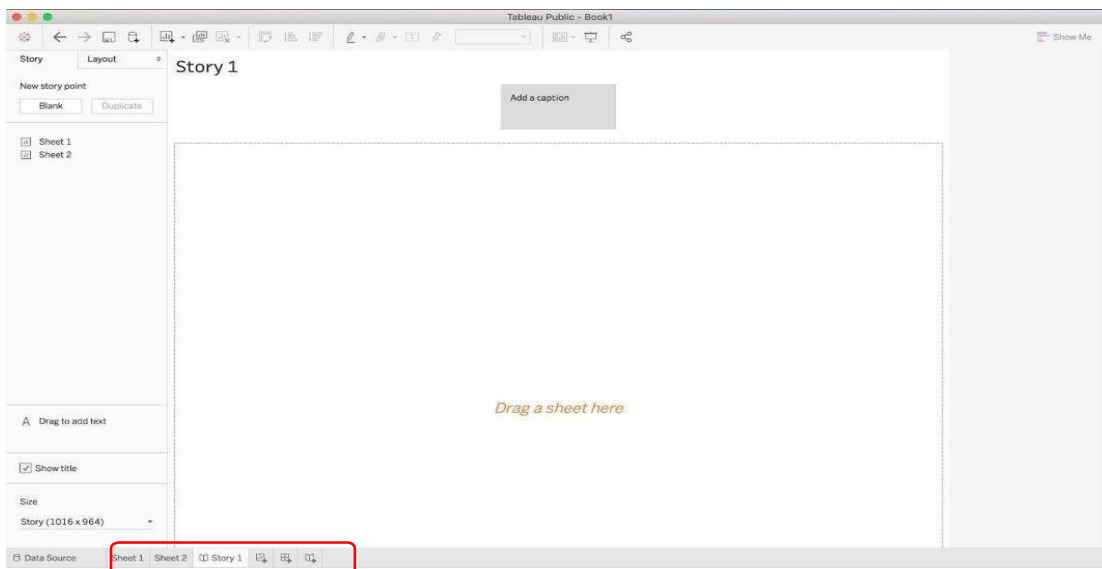 Tableau Public - Book1
Show Me
Story Layout
Story 1
New story point
Blank Duplicate
Add a caption
Sheet 1
Sheet 2
Drag a sheet here
A Drag to add text
Show title
Size
Story (1016 x 964)
Data Source Sheet 1 Sheet 2 Story 1